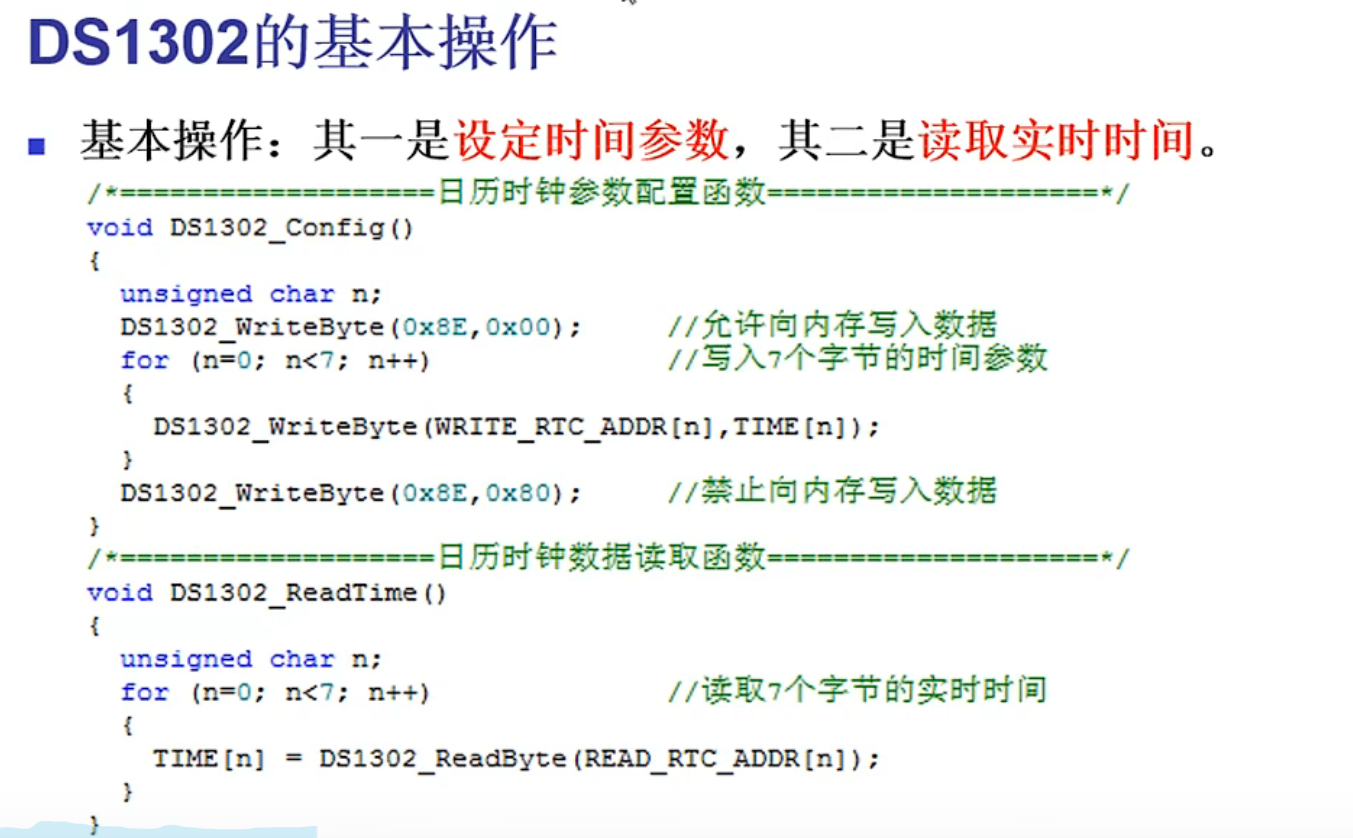 DS1302的基本操作
基本操作：其一是设定时间参数，其二是读取实时时间。
/*===================日历时钟参数配置函数====================*/
void DS1302_Config()
{
unsigned char n;
DS1302_WriteByte(0x8E,0x00); //允许向内存写入数据
for (n=0; n<7; n++) //写入7个字节的时间参数
{
DS1302_WriteByte(WRITE_RTC_ADDR[n],TIME[n]);
}
DS1302_WriteByte(0x8E,0x80); //禁止向内存写入数据
}
/*===================日历时钟数据读取函数====================*/
void DS1302_ReadTime()
{
unsigned char n;
for (n=0; n<7; n++) //读取7个字节的实时时间
{
TIME[n] = DS1302_ReadByte(READ_RTC_ADDR[n]);
}
}